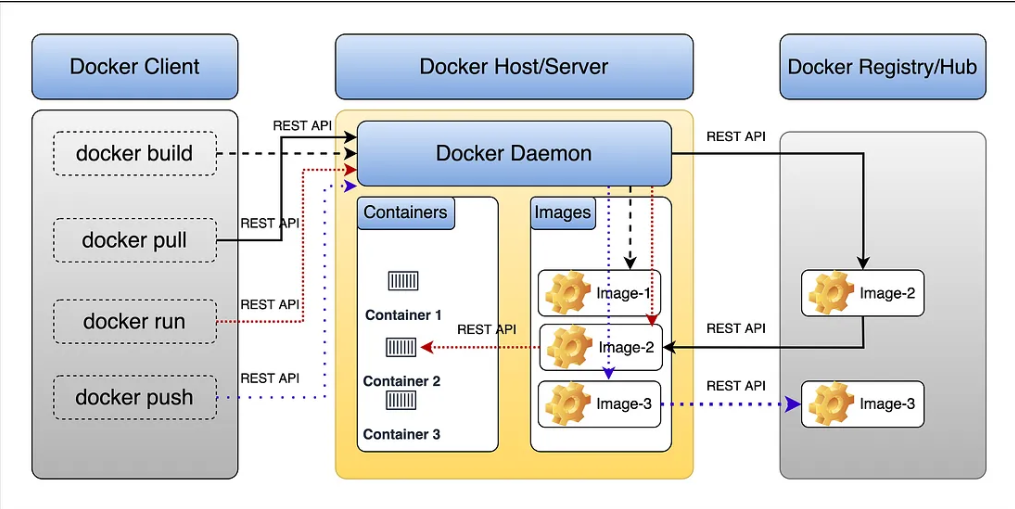 Docker Client
Docker Host/Server
Docker Registry/Hub
docker build
REST API
Docker Daemon
REST API
docker pull
REST API
Containers
Images
docker run
REST API
Container 1
Image-1
Image-2
REST API
Container 2
Image-2
REST API
docker push
REST API
Container 3
Image-3
REST API
Image-3